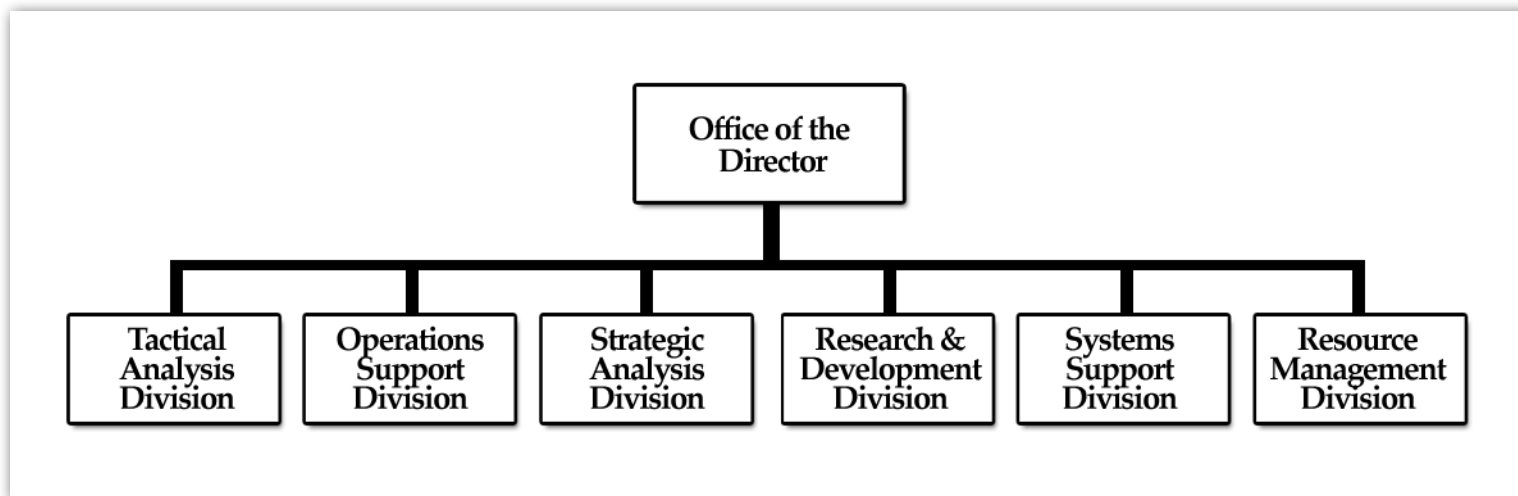 Office of the
Director
Tactical
Analysis
Division
Operations
Support
Division
Strategic
Analysis
Division
Research &
Development
Division
Systems
Support
Division
Resource
Management
Division